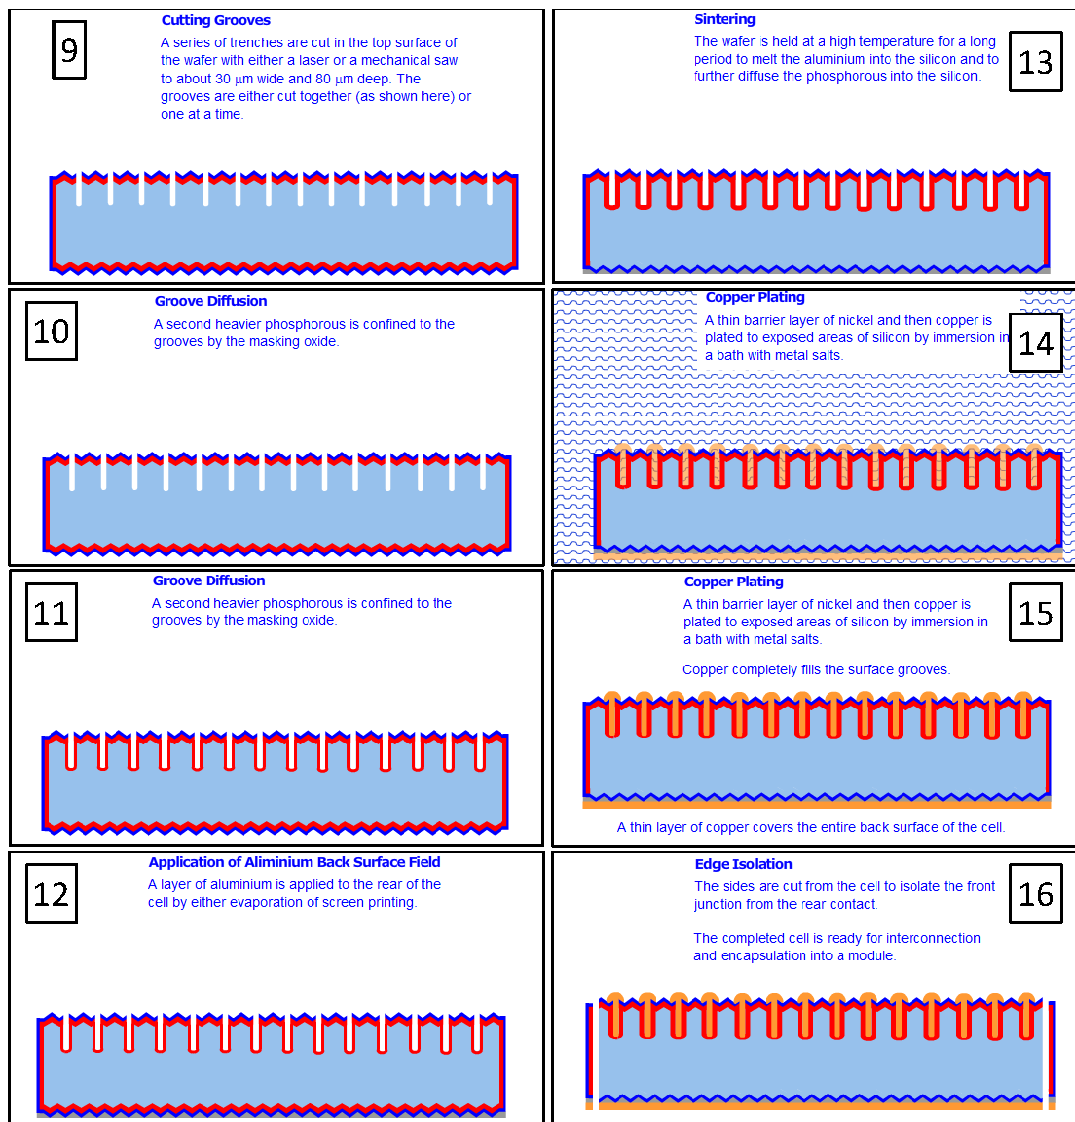 9
Cutting Grooves
A series of trenches are cut in the top surface of
the wafer with either a laser or a mechanical saw
to about 30 µm wide and 80 µm deep. The
grooves are either cut together (as shown here) or
one at a time.
10
Groove Diffusion
A second heavier phosphorous is confined to the
grooves by the masking oxide.
11
Groove Diffusion
A second heavier phosphorous is confined to the
grooves by the masking oxide.
12
Application of Aliminium Back Surface Field
A layer of aluminium is applied to the rear of the
cell by either evaporation of screen printing.
Sintering
The wafer is held at a high temperature for a long
period to melt the aluminium into the silicon and to
further diffuse the phosphorous into the silicon.
13
Copper Plating
A thin barrier layer of nickel and then copper is
plated to exposed areas of silicon by immersion in
a bath with metal salts.
14
Copper Plating
A thin barrier layer of nickel and then copper is
plated to exposed areas of silicon by immersion in
a bath with metal salts.
Copper completely fills the surface grooves.
15
A thin layer of copper covers the entire back surface of the cell.
Edge Isolation
The sides are cut from the cell to isolate the front
junction from the rear contact.
The completed cell is ready for interconnection
and encapsulation into a module.
16